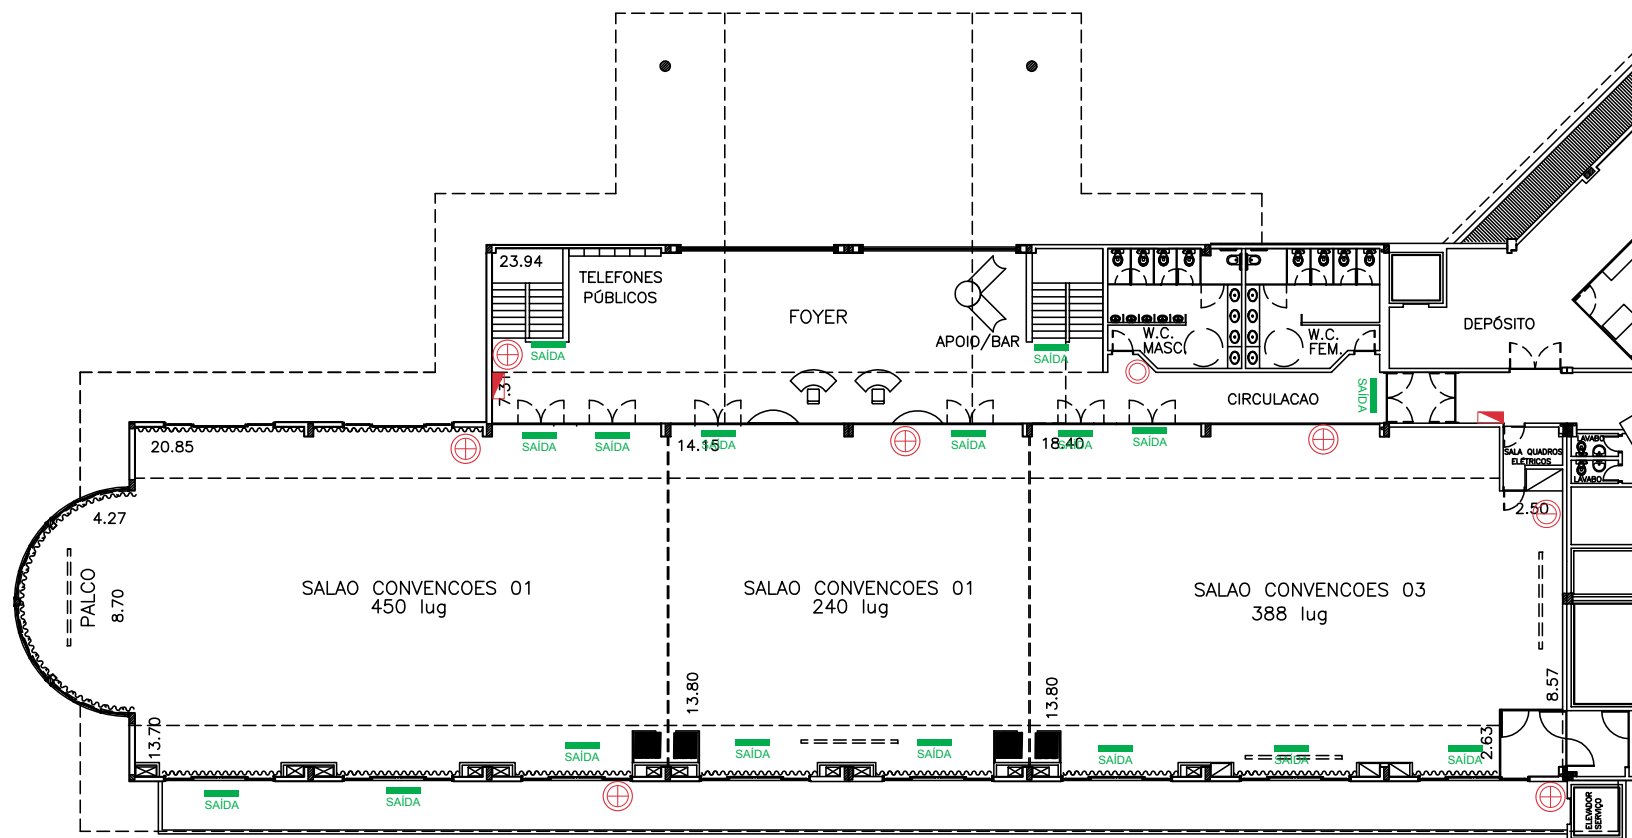 23.94
TELEFONES
PÚBLICOS
FOYER
APOIO/BAR
W.C.
MASC.
W.C.
FEM.
DEPÓSITO
SAÍDA
SAÍDA
SAÍDA
7.31
CIRCULACAO
20.85
SAÍDA
SAÍDA
14.15
SAÍDA
SAÍDA
18.40
SAÍDA
SAÍDA
SALA QUADROS
ELÉTRICOS
LAVABO
LAVABO
4.27
2.50
PALCO
8.70
SALAO CONVENCOES 01
450 lug
SALAO CONVENCOES 01
240 lug
SALAO CONVENCOES 03
388 lug
13.80
13.80
8.57
13.70
SAÍDA
SAÍDA
SAÍDA
SAÍDA
SAÍDA
SAÍDA
2.63
SAÍDA
SAÍDA
ELEVADOR
SERVIÇO